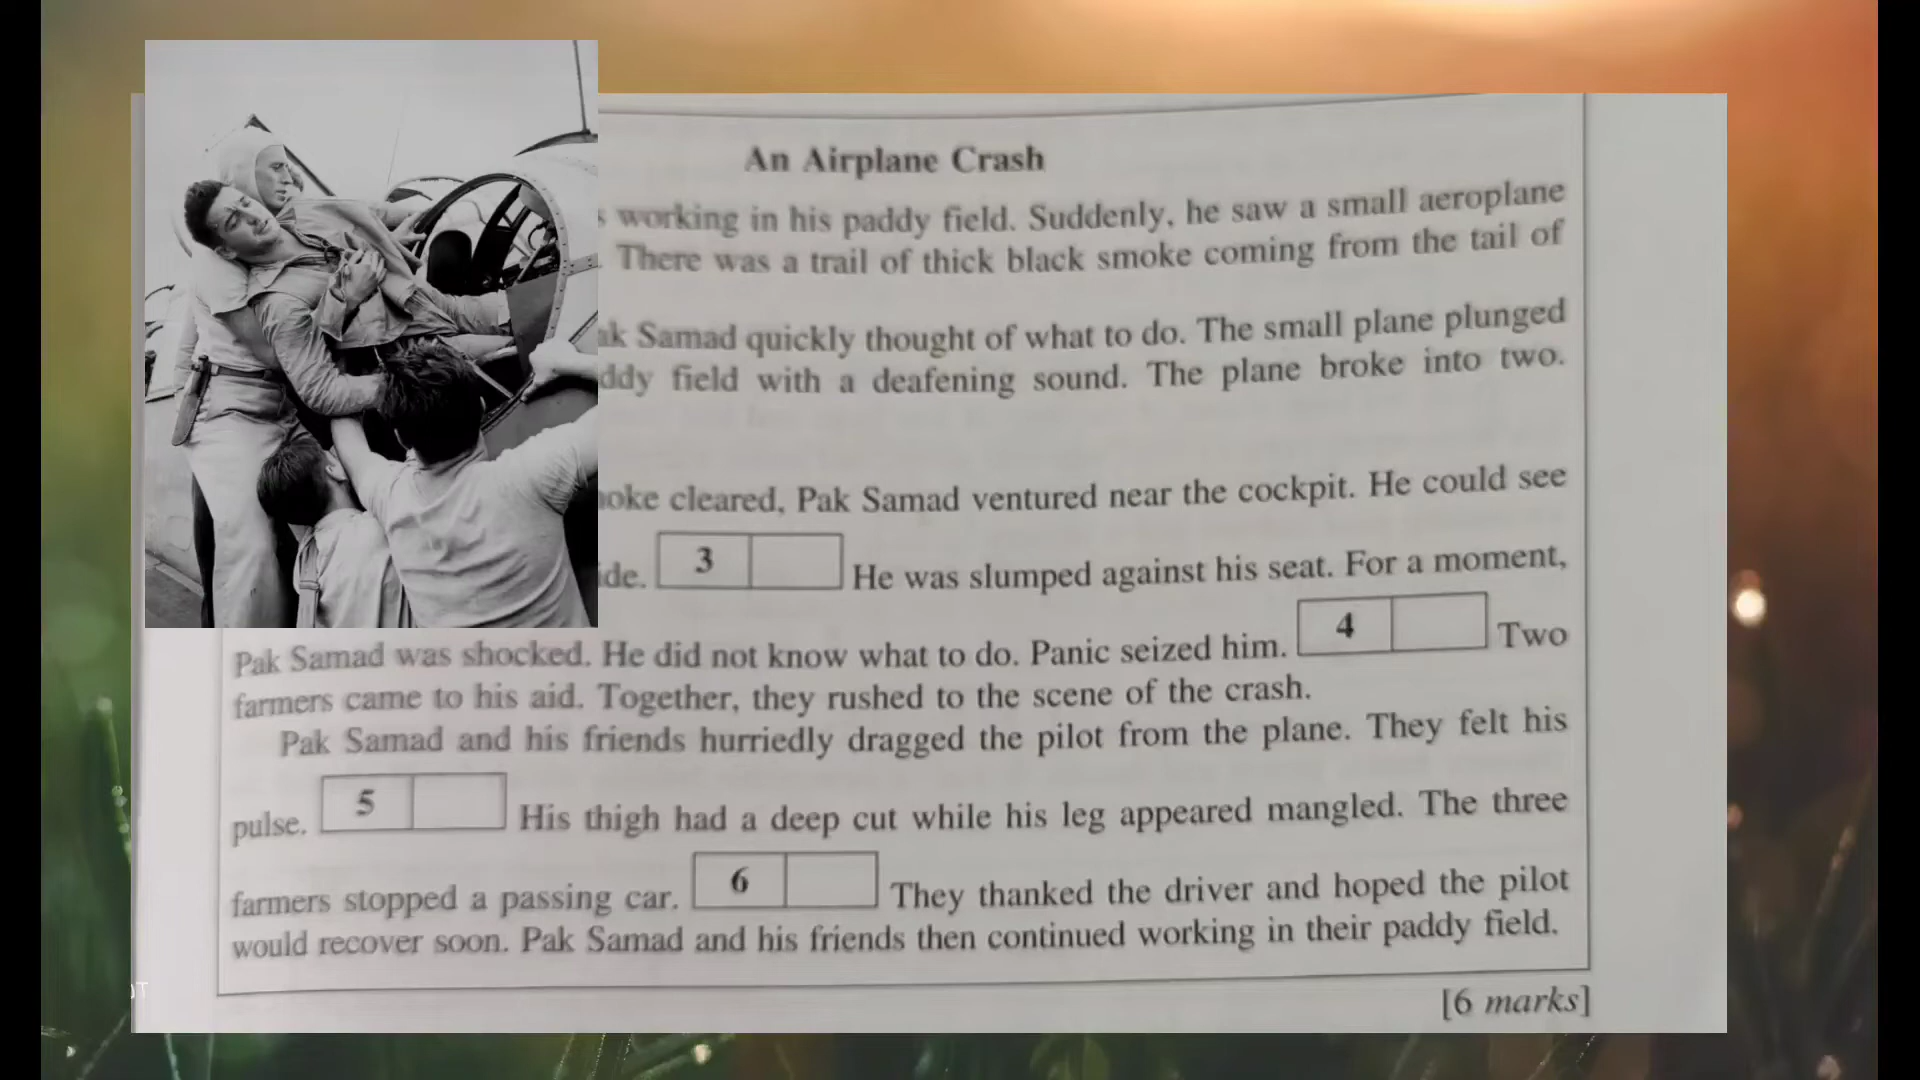 An Airplane Crash
working in his paddy field. Suddenly, he saw a small aeroplane
There was a trail of thick black smoke coming from the tail of
Samad quickly thought of what to do. The small plane plunged
field with a deafening sound. The plane broke into two.
cleared, Pak Samad ventured near the cockpit. He could see
3 He was slumped against his seat. For a moment,
Pak Samad was shocked. He did not know what to do. Panic seized him. 4 Two
farmers came to his aid. Together, they rushed to the scene of the crash.
Pak Samad and his friends hurriedly dragged the pilot from the plane. They felt his
pulse. 5 His thigh had a deep cut while his leg appeared mangled. The three
farmers stopped a passing car. 6 They thanked the driver and hoped the pilot
would recover soon. Pak Samad and his friends then continued working in their paddy field.
[6 marks]